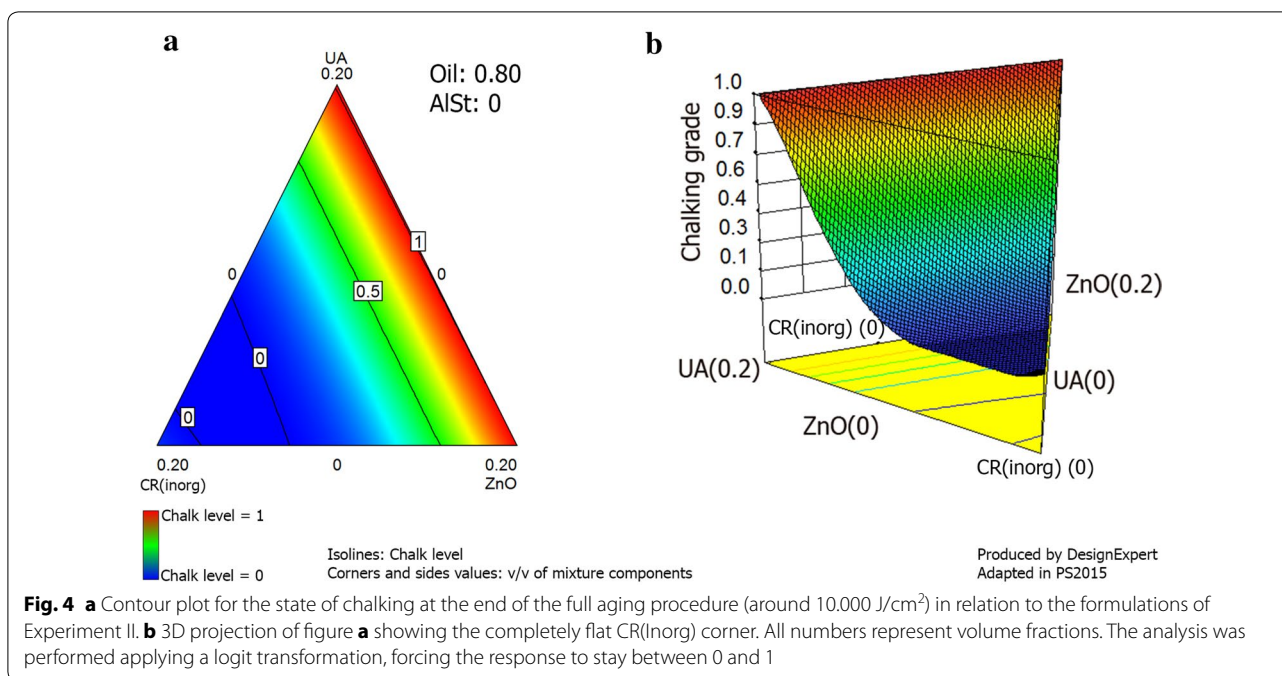 a
UA
0.20
Oil: 0.80
AlSt: 0
1
0
0
0.5
0
0
0.20
CR(inorg)
0
0.20
ZnO
Chalk level = 1
Chalk level = 0
Isolines: Chalk level
Corners and sides values: v/v of mixture components
b
Chalking grade
1.0
0.9
0.7
0.6
0.4
0.3
0.1
0.0
CR(inorg) (0)
UA(0.2)
ZnO(0)
ZnO(0.2)
UA(0)
CR(inorg) (0)
Produced by DesignExpert
Adapted in PS2015
Fig. 4 a Contour plot for the state of chalking at the end of the full aging procedure (around 10.000 J/cm²) in relation to the formulations of
Experiment II. b 3D projection of figure a showing the completely flat CR(Inorg) corner. All numbers represent volume fractions. The analysis was
performed applying a logit transformation, forcing the response to stay between 0 and 1